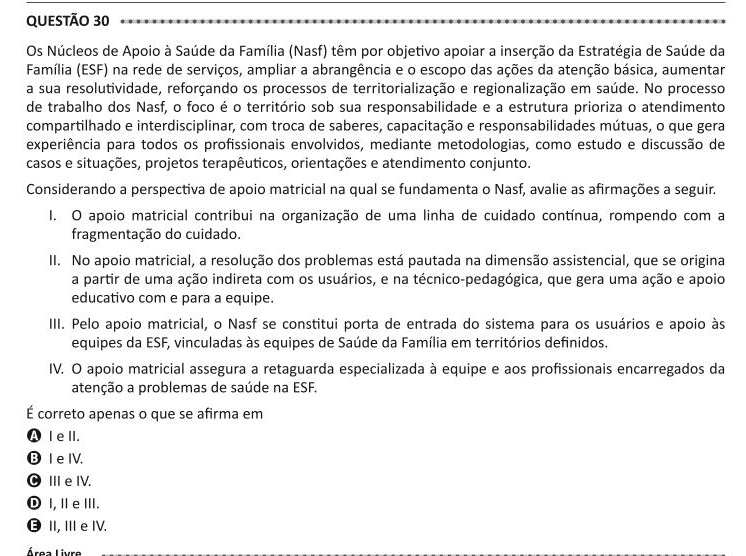 QUESTÃO 30
Os Núcleos de Apoio à Saúde da Família (Nasf) têm por objetivo apoiar a inserção da Estratégia de Saúde da
Família (ESF) na rede de serviços, ampliar a abrangência e o escopo das ações da atenção básica, aumentar
a sua resolutividade, reforçando os processos de territorialização e regionalização em saúde. No processo
de trabalho dos Nasf, o foco é o território sob sua responsabilidade e a estrutura prioriza o atendimento
compartilhado e interdisciplinar, com troca de saberes, capacitação e responsabilidades mútuas, o que gera
experiência para todos os profissionais envolvidos, mediante metodologias, como estudo e discussão de
casos e situações, projetos terapêuticos, orientações e atendimento conjunto.
Considerando a perspectiva de apoio matricial na qual se fundamenta o Nasf, avalie as afirmações a seguir.
I. O apoio matricial contribui na organização de uma linha de cuidado contínua, rompendo com a
fragmentação do cuidado.
II. No apoio matricial, a resolução dos problemas está pautada na dimensão assistencial, que se origina
a partir de uma ação indireta com os usuários, e na técnico-pedagógica, que gera uma ação e apoio
educativo com e para a equipe.
III. Pelo apoio matricial, o Nasf se constitui porta de entrada do sistema para os usuários e apoio às
equipes da ESF, vinculadas às equipes de Saúde da Família em territórios definidos.
IV. O apoio matricial assegura a retaguarda especializada à equipe e aos profissionais encarregados da
atenção a problemas de saúde na ESF.
É correto apenas o que se afirma em
A I e II.
B I e IV.
C III e IV.
D I, II e III.
E II, III e IV.
Área Livre